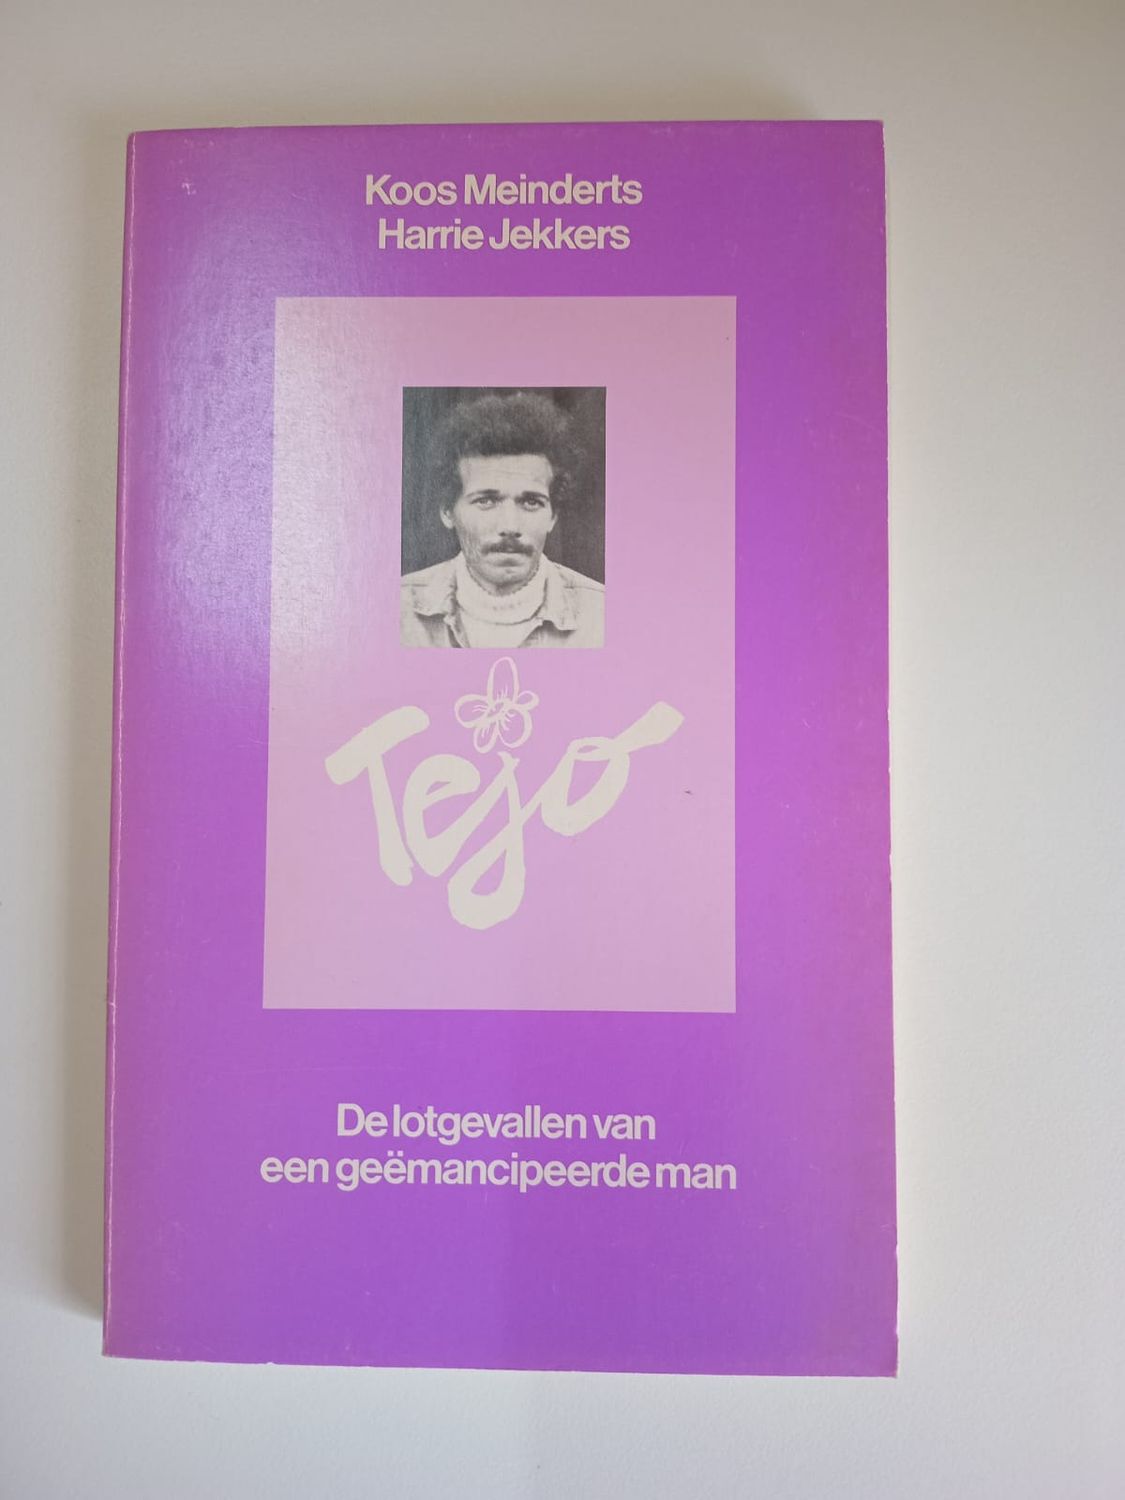 Koos Meinderts
Harrie Jekkers
Tejo
De lotgevallen van
een geëmancipeerde man